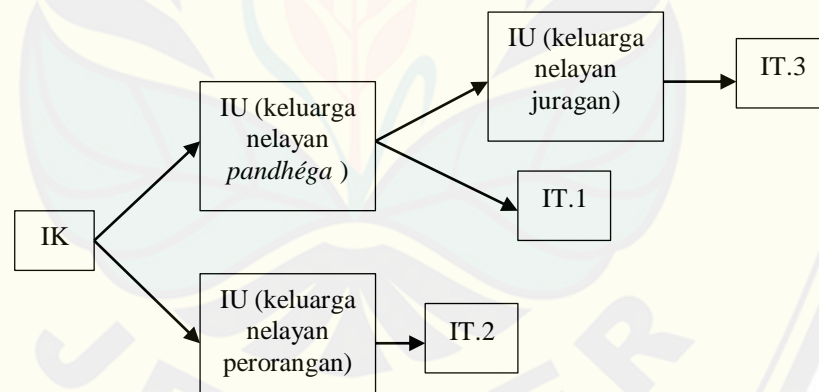 IU (keluarga
nelayan
juragan)
IT.3
IU (keluarga
nelayan
pandhéga )
IT.1
IK
IU (keluarga
nelayan
perorangan)
IT.2